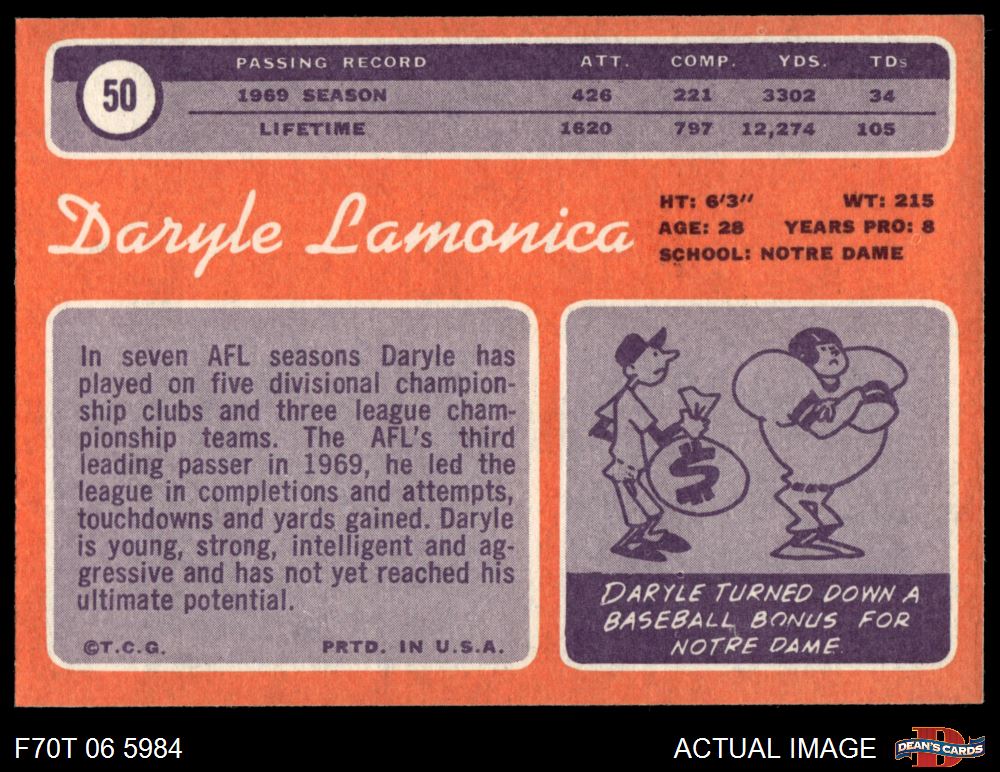 50
PASSING RECORD ATT. COMP. YDS. TDs
1969 SEASON 426 221 3302 34
LIFETIME 1620 797 12,274 105
Daryle Lamonica
HT: 6'3" WT: 215
AGE: 28 YEARS PRO: 8
SCHOOL: NOTRE DAME
In seven AFL seasons Daryle has
played on five divisional champion-
ship clubs and three league cham-
pionship teams. The AFL's third
leading passer in 1969, he led the
league in completions and attempts,
touchdowns and yards gained. Daryle
is young, strong, intelligent and ag-
gressive and has not yet reached his
ultimate potential.
©T.C.G. PRTD. IN U.S.A.
$
DARYLE TURNED DOWN A
BASEBALL BONUS FOR
NOTRE DAME.
F70T 06 5984 ACTUAL IMAGE
D
DEAN'S CARDS